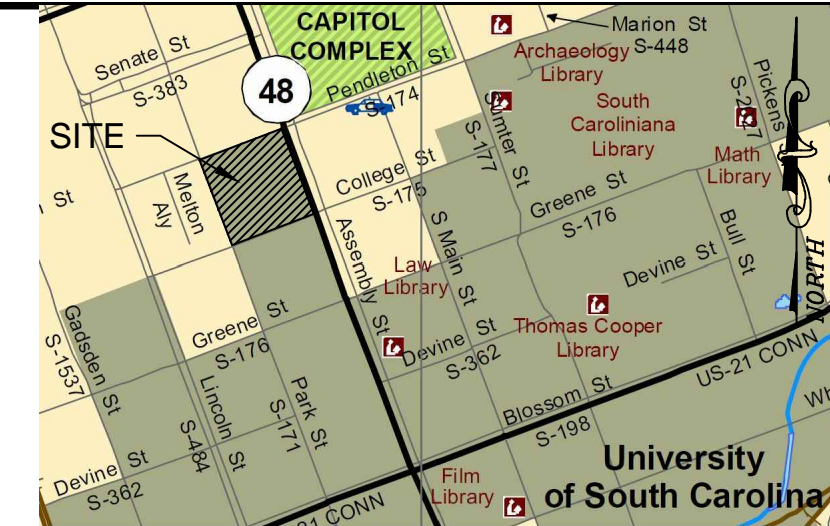 CAPITOL
COMPLEX
Marion St
S-448
Senate St
S-383
48
Pendleton St
S-174
Archaeology
Library
Pickens
SITE
Sumter St
S-177
South
Caroliniana
Library
Math
Library
St
Melton
Aly
College St
S-175
Greene St
S-176
Assembly St
S Main St
Law
Library
Bull St
Devine St
NORTH
Gadsden St
S-1537
Greene St
S-176
Devine St
S-362
Thomas Cooper
Library
US-21 CONN
Lincoln St
S-484
Park St
S-171
Blossom St
S-198
Wh
Devine St
S-362
21 CONN
Film
Library
University
of South Carolina